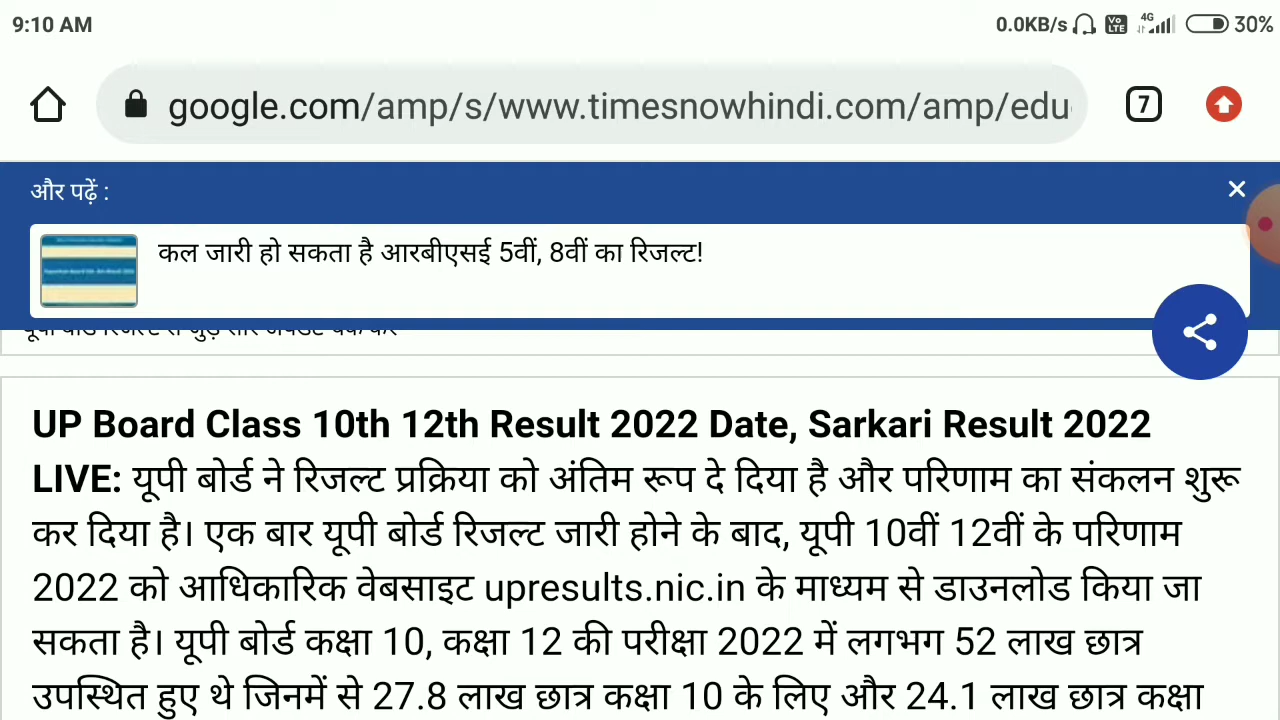 9:10 AM
0.0KB/s Vo LTE 4G 30%
google.com/amp/s/www.timesnowhindi.com/amp/edu
7
और पढ़ें :
कल जारी हो सकता है आरबीएसई 5वीं, 8वीं का रिजल्ट!
UP Board Class 10th 12th Result 2022 Date, Sarkari Result 2022
LIVE: यूपी बोर्ड ने रिजल्ट प्रक्रिया को अंतिम रूप दे दिया है और परिणाम का संकलन शुरू
कर दिया है। एक बार यूपी बोर्ड रिजल्ट जारी होने के बाद, यूपी 10वीं 12वीं के परिणाम
2022 को आधिकारिक वेबसाइट upresults.nic.in के माध्यम से डाउनलोड किया जा
सकता है। यूपी बोर्ड कक्षा 10, कक्षा 12 की परीक्षा 2022 में लगभग 52 लाख छात्र
उपस्थित हुए थे जिनमें से 27.8 लाख छात्र कक्षा 10 के लिए और 24.1 लाख छात्र कक्षा